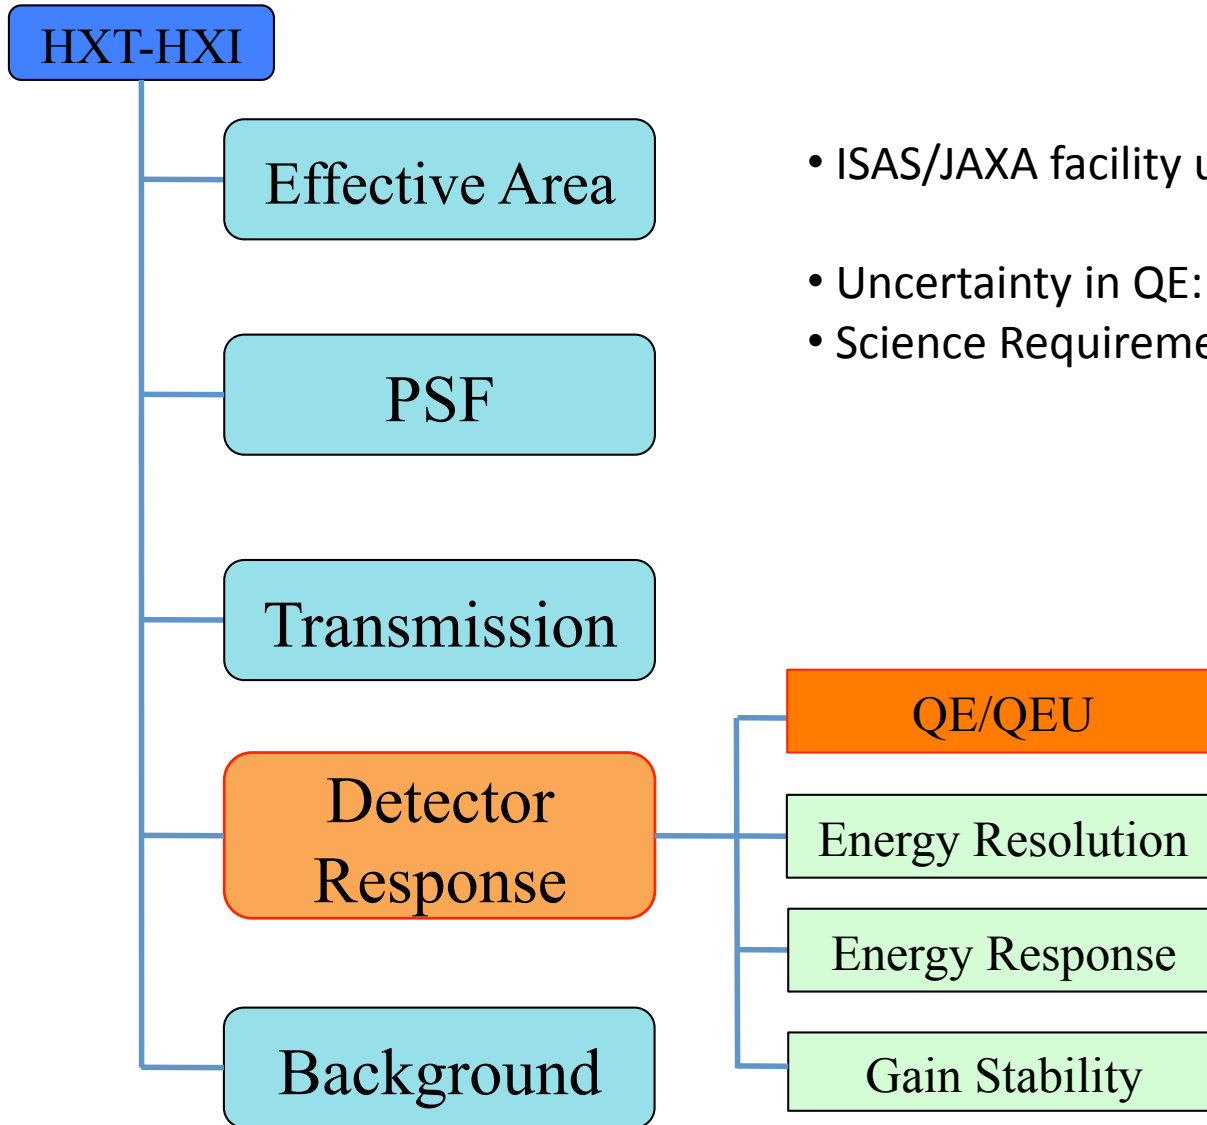 HXT-HXI
Effective Area
PSF
Transmission
Detector
Response
Background
• ISAS/JAXA facility
• Uncertainty in QE:
• Science
QE/QEU
Energy Resolution
Energy Response
Gain Stability